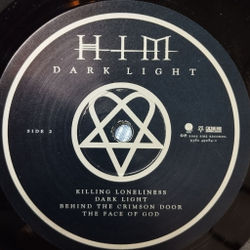 HIM
DARK LIGHT
SIDE 2
KILLING LONELINESS
DARK LIGHT
BEHIND THE CRIMSON DOOR
THE FACE OF GOD